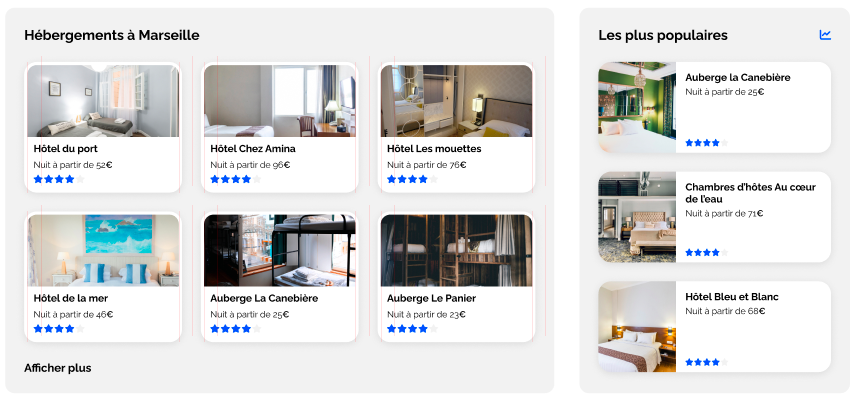 Hébergements à Marseille
Hôtel du port
Nuit à partir de 52€
Hôtel Chez Amina
Nuit à partir de 96€
Hôtel Les mouettes
Nuit à partir de 76€
Hôtel de la mer
Nuit à partir de 46€
Auberge La Canebière
Nuit à partir de 25€
Auberge Le Panier
Nuit à partir de 23€
Afficher plus
Les plus populaires
Auberge la Canebière
Nuit à partir de 25€
Chambres d'hôtes Au cœur
de l'eau
Nuit à partir de 71€
Hôtel Bleu et Blanc
Nuit à partir de 68€